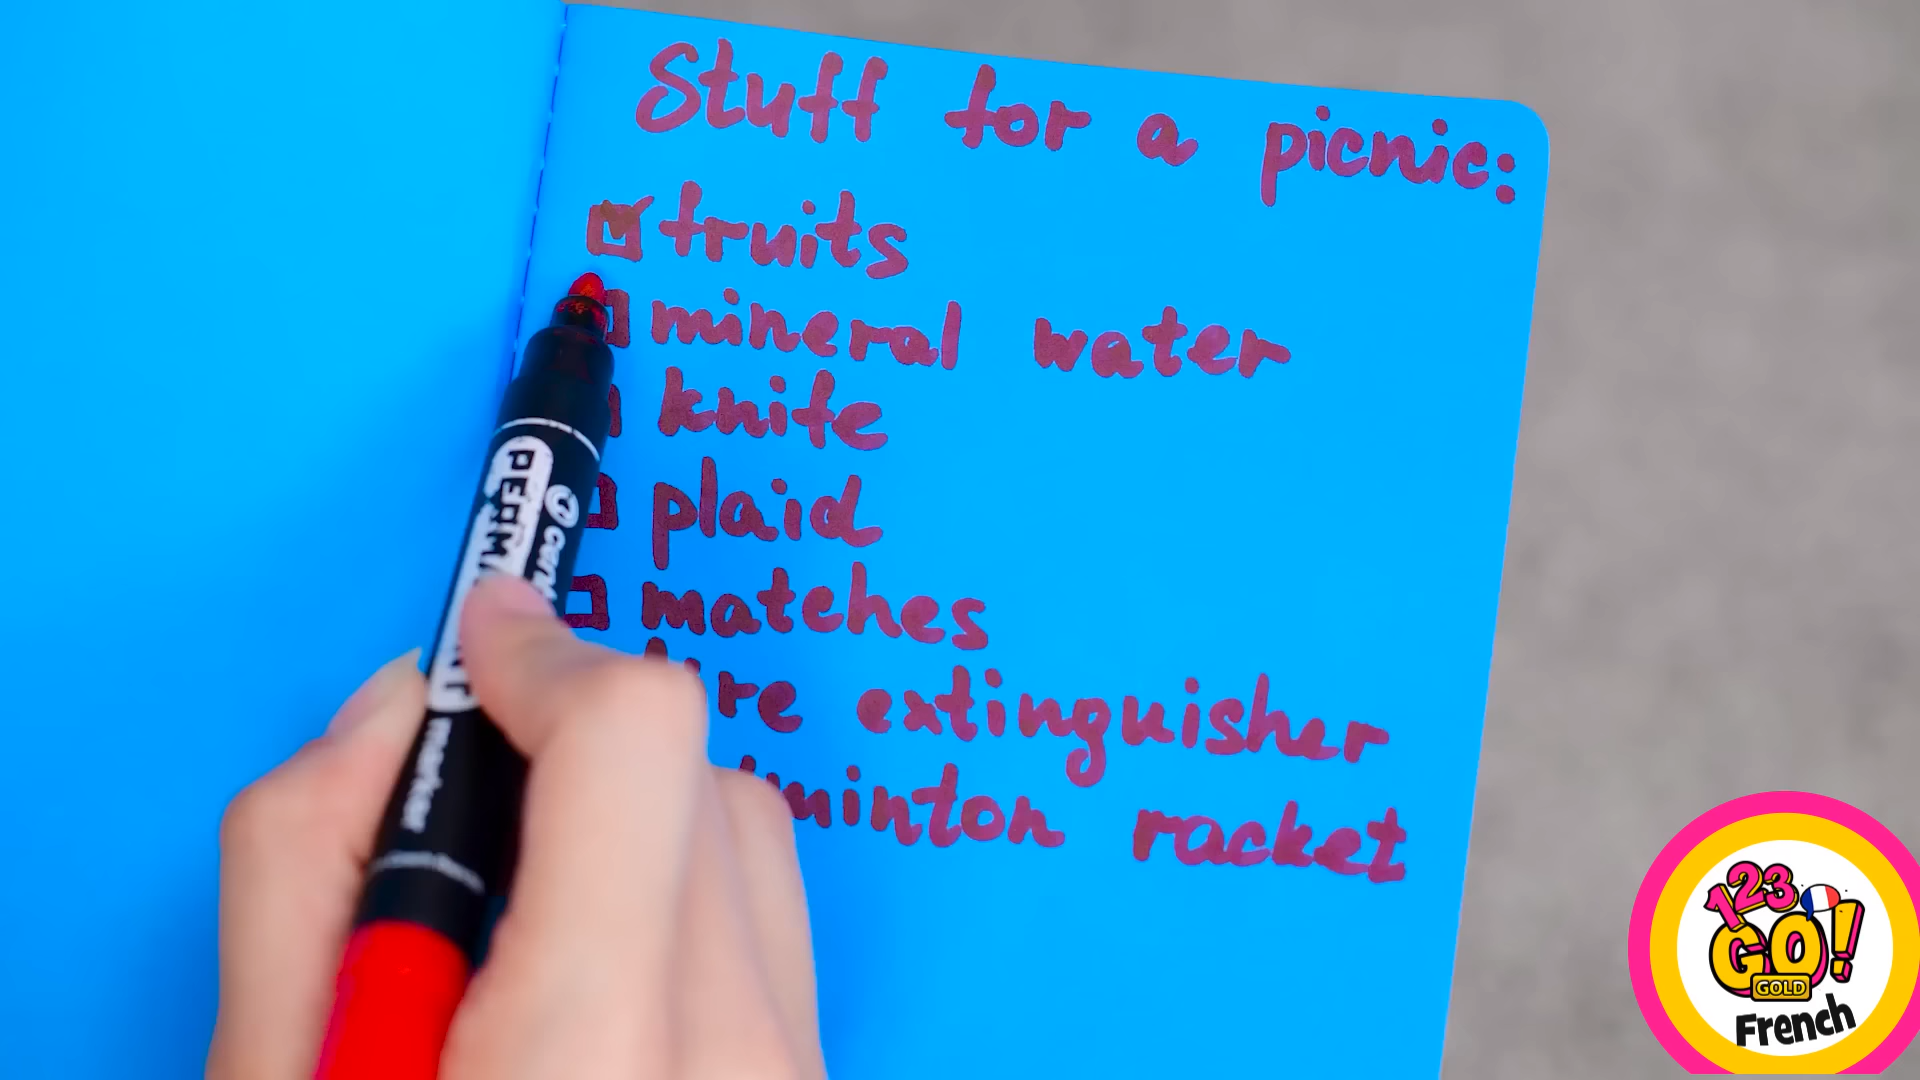 Stuff for a picnic:
fruits
mineral water
knife
plaid
matches
extinguisher
racket
marker
123
GO!
GOLD
French